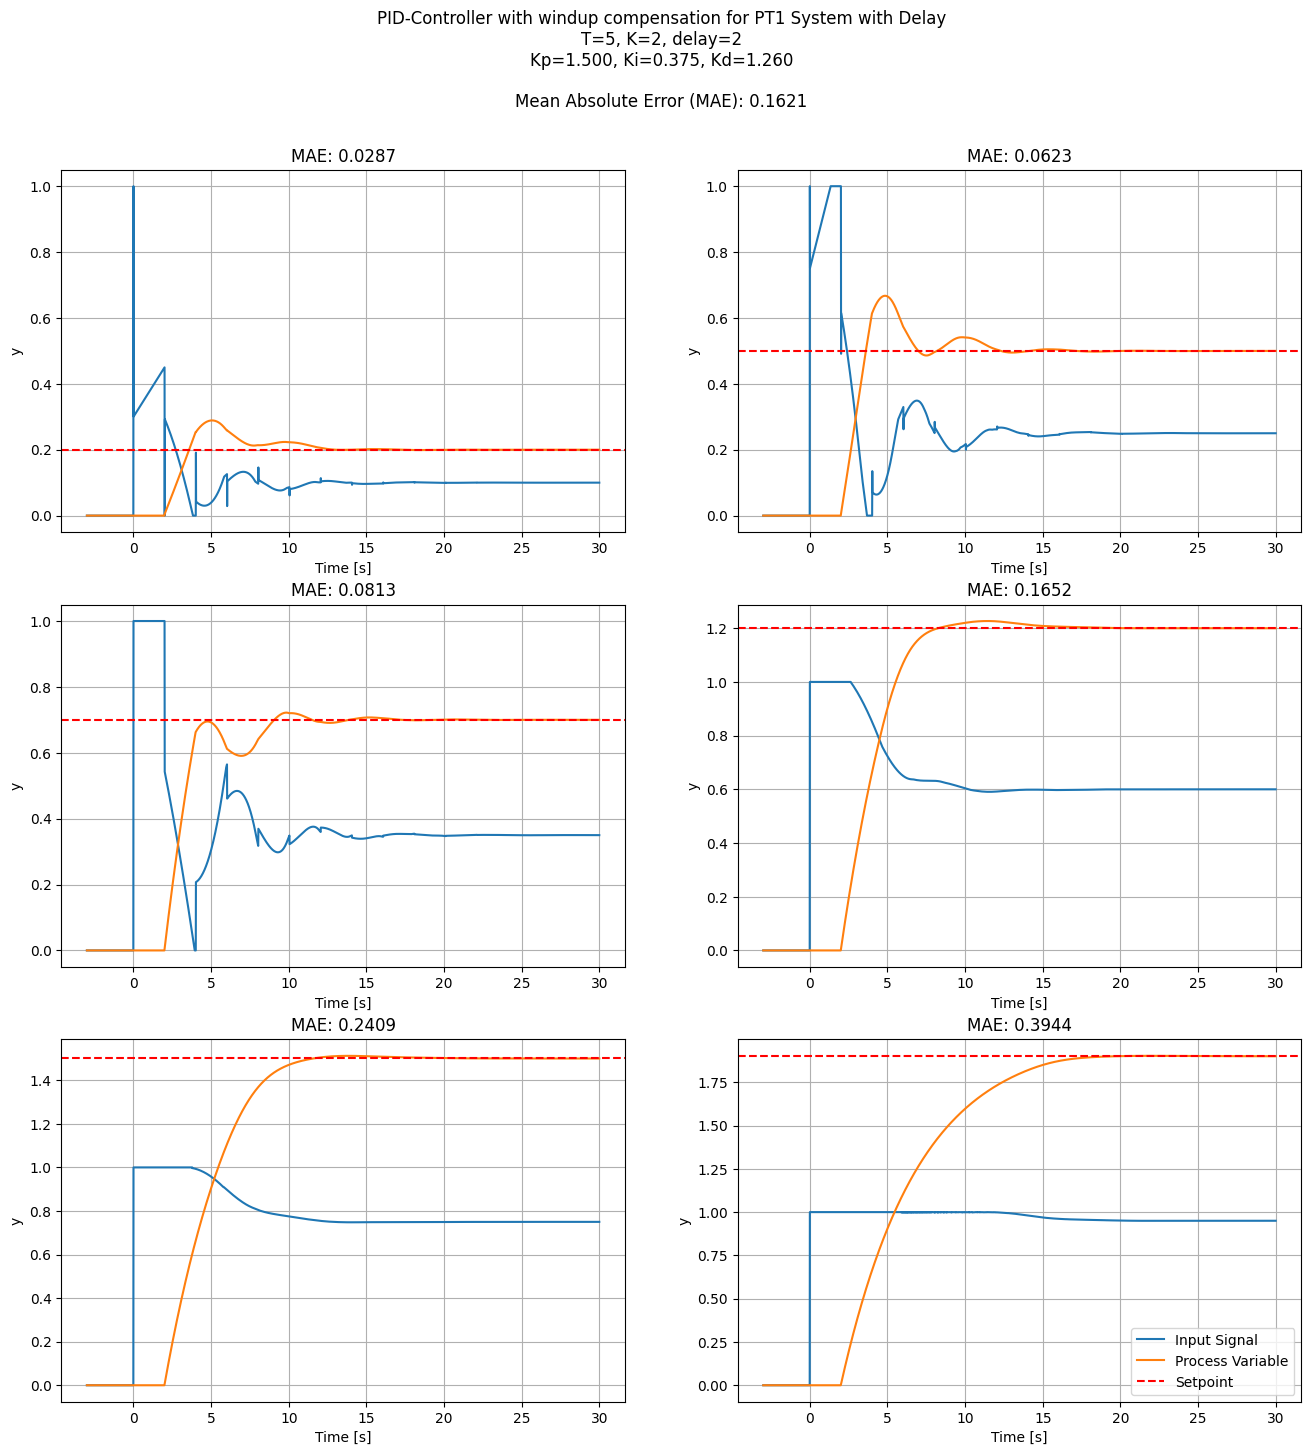 PID-Controller with windup compensation for PT1 System with Delay
T=5, K=2, delay=2
Kp=1.500, Ki=0.375, Kd=1.260
Mean Absolute Error (MAE): 0.1621
MAE: 0.0287
1.0
0.8
0.6
0.4
0.2
0.0
y
0 5 10 15 20 25 30
Time [s]
MAE: 0.0623
1.0
0.8
0.6
0.4
0.2
0.0
y
0 5 10 15 20 25 30
Time [s]
MAE: 0.0813
1.0
0.8
0.6
0.4
0.2
0.0
y
0 5 10 15 20 25 30
Time [s]
MAE: 0.1652
1.2
1.0
0.8
0.6
0.4
0.2
0.0
y
0 5 10 15 20 25 30
Time [s]
MAE: 0.2409
1.4
1.2
1.0
0.8
0.6
0.4
0.2
0.0
y
0 5 10 15 20 25 30
Time [s]
MAE: 0.3944
1.75
1.50
1.25
1.00
0.75
0.50
0.25
0.00
y
0 5 10 15 20 25 30
Time [s]
Input Signal
Process Variable
Setpoint